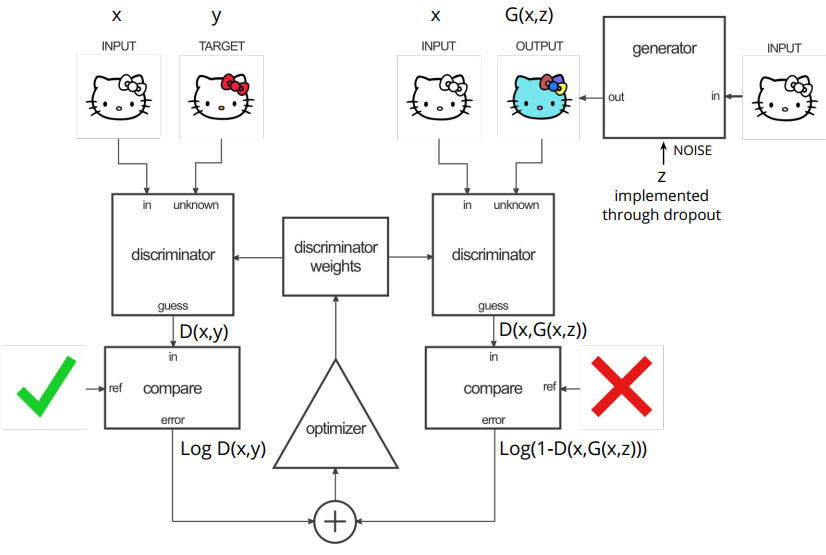 x
y
x
G(x,z)
INPUT
TARGET
INPUT
OUTPUT
generator
INPUT
out
in
NOISE
z
implemented
through dropout
in
unknown
in
unknown
discriminator
discriminator
weights
discriminator
guess
guess
D(x,y)
D(x,G(x,z))
in
in
ref
compare
compare
ref
error
optimizer
error
Log D(x,y)
Log(1-D(x,G(x,z)))
+